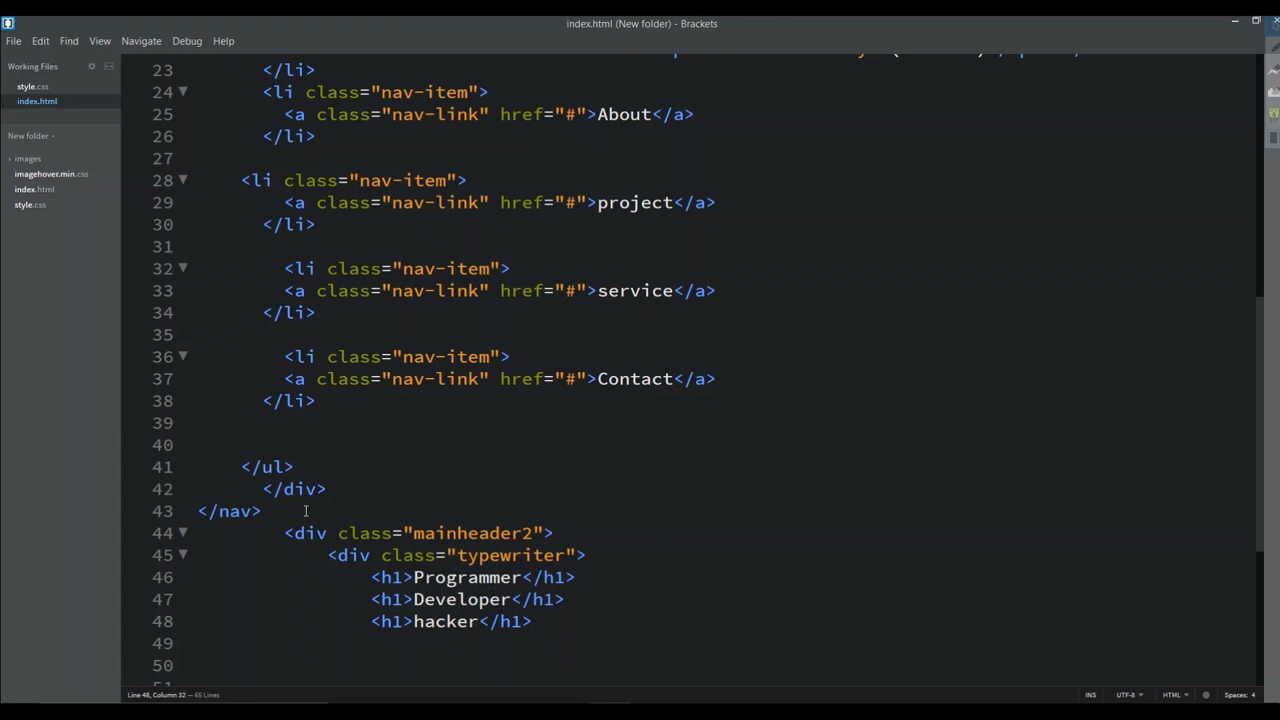 index.html (New folder) - Brackets
File Edit Find View Navigate Debug Help
Working Files
style.css
index.html
New folder
images
imagehover.min.css
index.html
style.css
23 </li>
24 <li class="nav-item">
25 <a class="nav-link" href="#">About</a>
26 </li>
27
28 <li class="nav-item">
29 <a class="nav-link" href="#">project</a>
30 </li>
31
32 <li class="nav-item">
33 <a class="nav-link" href="#">service</a>
34 </li>
35
36 <li class="nav-item">
37 <a class="nav-link" href="#">Contact</a>
38 </li>
39
40
41 </ul>
42 </div>
43 </nav>
44 <div class="mainheader2">
45 <div class="typewriter">
46 <h1>Programmer</h1>
47 <h1>Developer</h1>
48 <h1>hacker</h1>
49
50
Line 48, Column 32 — 65 Lines
INS UTF-8 HTML Spaces: 4